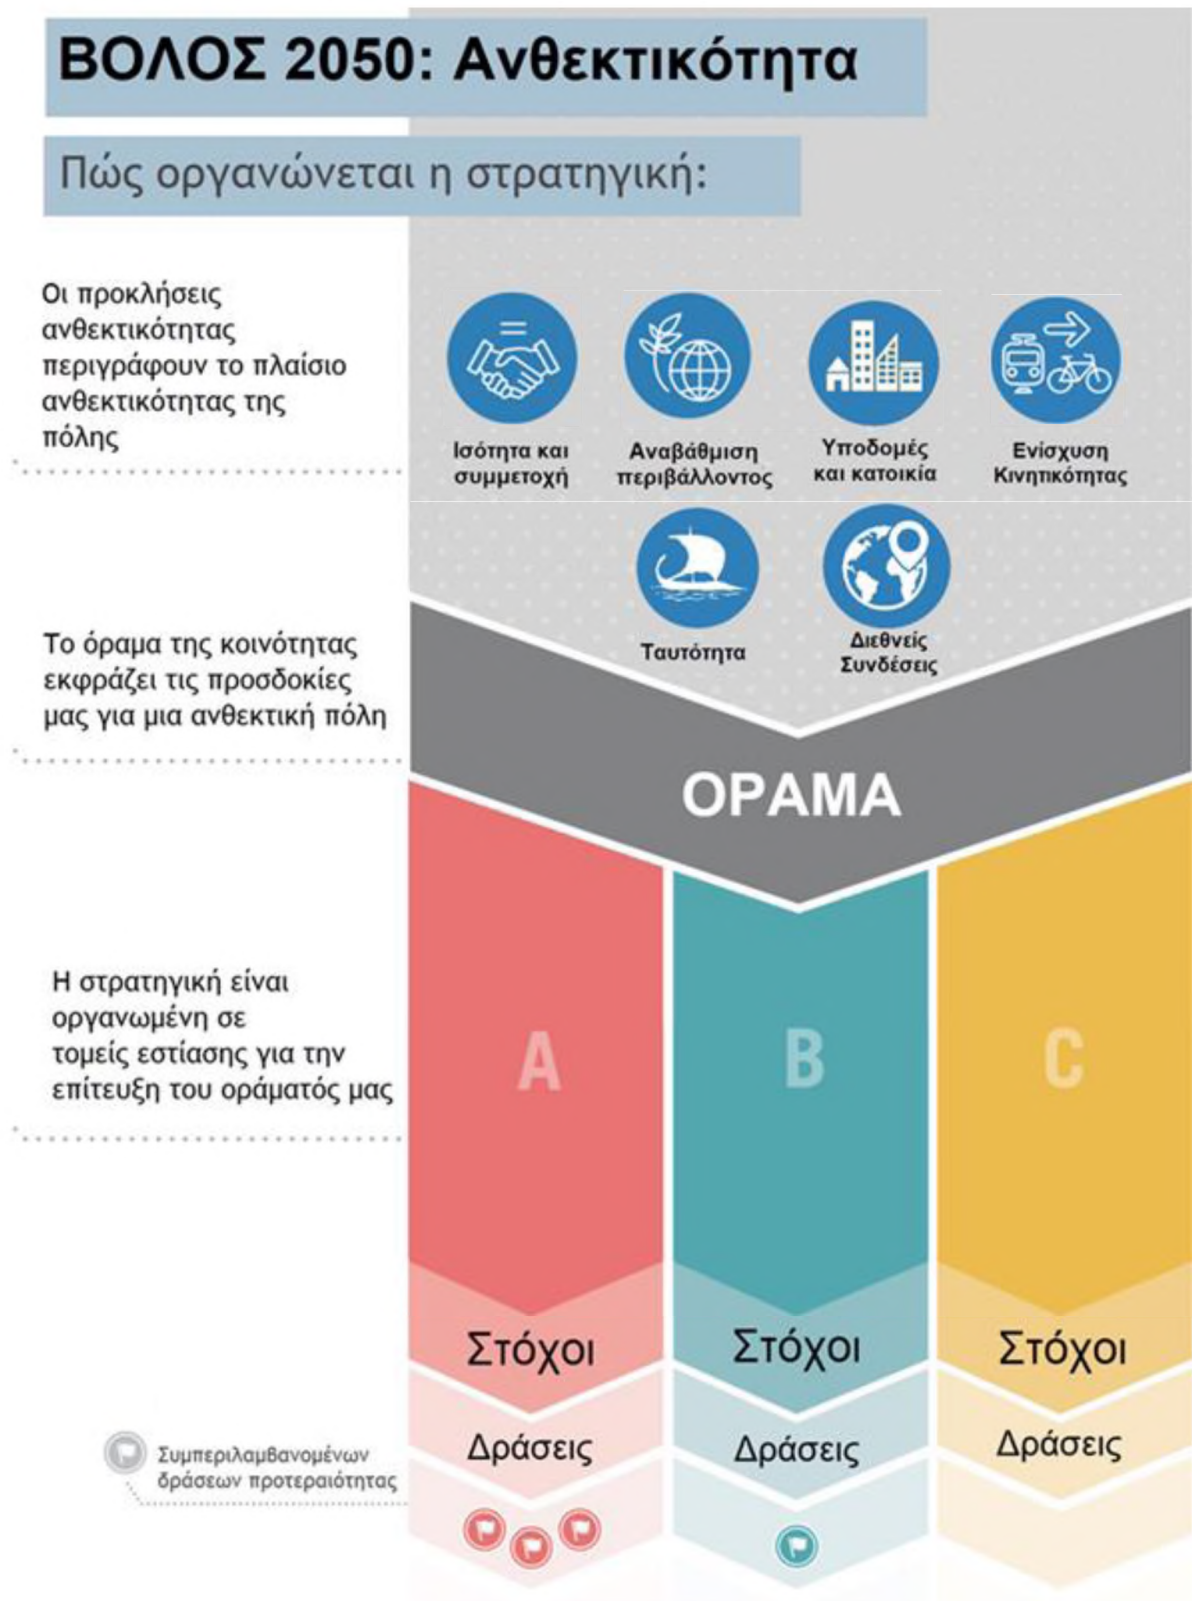 ΒΟΛΟΣ 2050: Ανθεκτικότητα
Πώς οργανώνεται η στρατηγική:
Οι προκλήσεις
ανθεκτικότητας
περιγράφουν το πλαίσιο
ανθεκτικότητας της
πόλης
Ισότητα και
συμμετοχή
Αναβάθμιση
περιβάλλοντος
Υποδομές
και κατοικία
Ενίσχυση
Κινητικότητας
Ταυτότητα
Διεθνείς
Συνδέσεις
Το όραμα της κοινότητας
εκφράζει τις προσδοκίες
μας για μια ανθεκτική πόλη
ΟΡΑΜΑ
Η στρατηγική είναι
οργανωμένη σε
τομείς εστίασης για την
επίτευξη του οράματός μας
A
B
C
Στόχοι
Στόχοι
Στόχοι
Δράσεις
Δράσεις
Δράσεις
Συμπεριλαμβανομένων
δράσεων προτεραιότητας